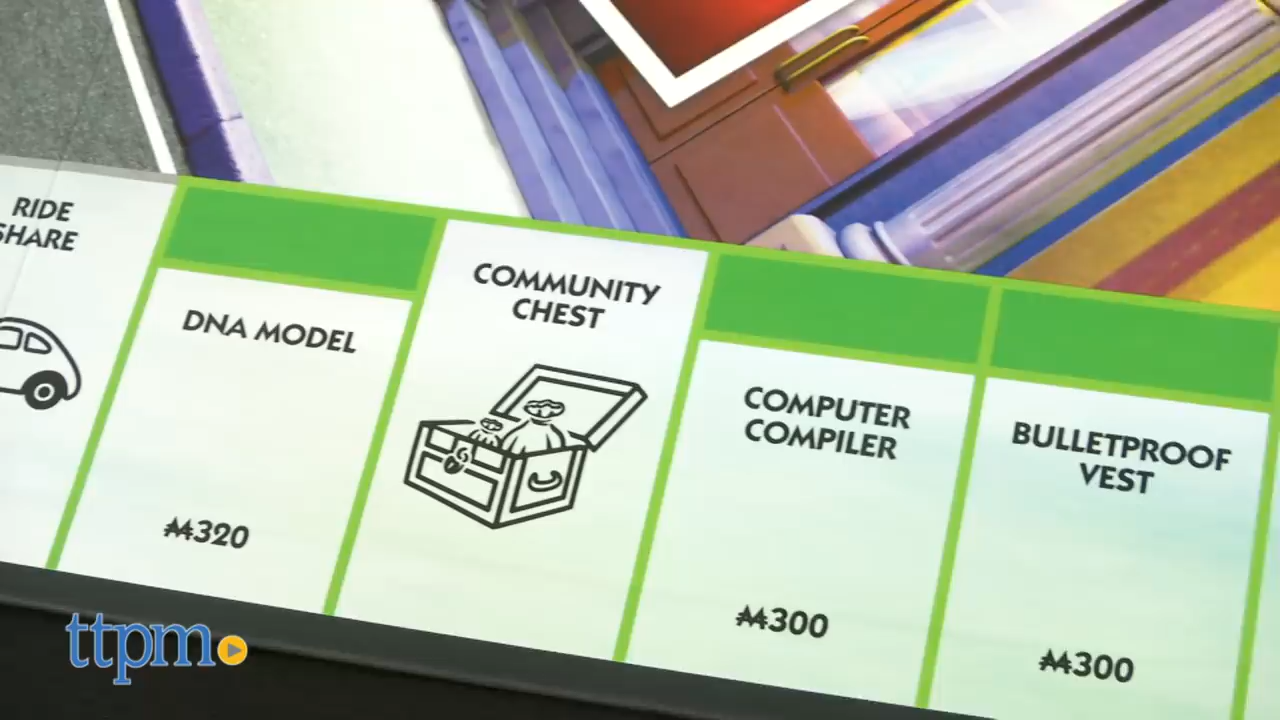 RIDE
SHARE
DNA MODEL
₩320
COMMUNITY
CHEST
COMPUTER
COMPILER
₩300
BULLETPROOF
VEST
₩300
ttpm